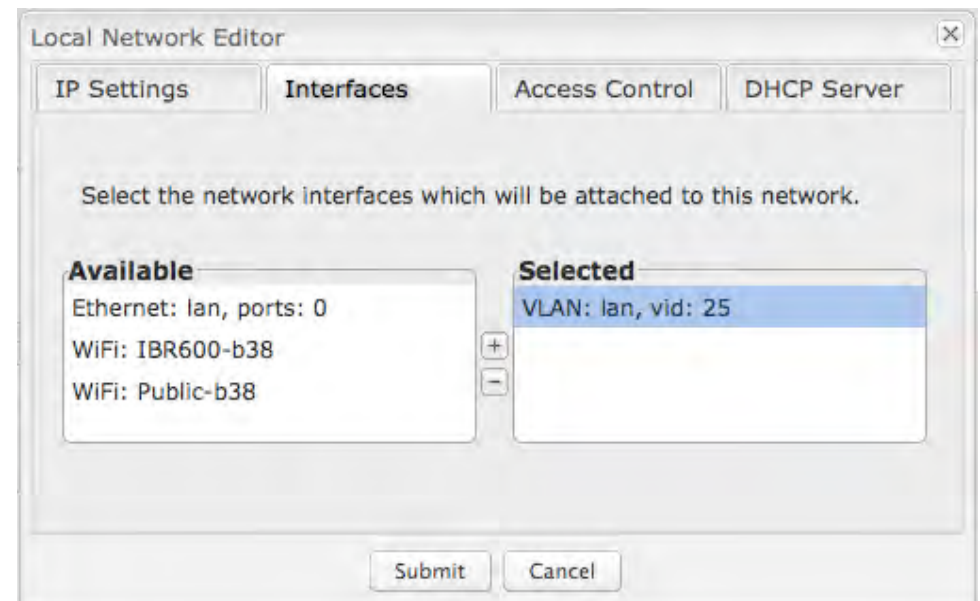 Local Network Editor
IP Settings
Interfaces
Access Control
DHCP Server
Select the network interfaces which will be attached to this network.
Available
Ethernet: lan, ports: 0
WiFi: IBR600-b38
WiFi: Public-b38
+
-
Selected
VLAN: lan, vid: 25
Submit
Cancel